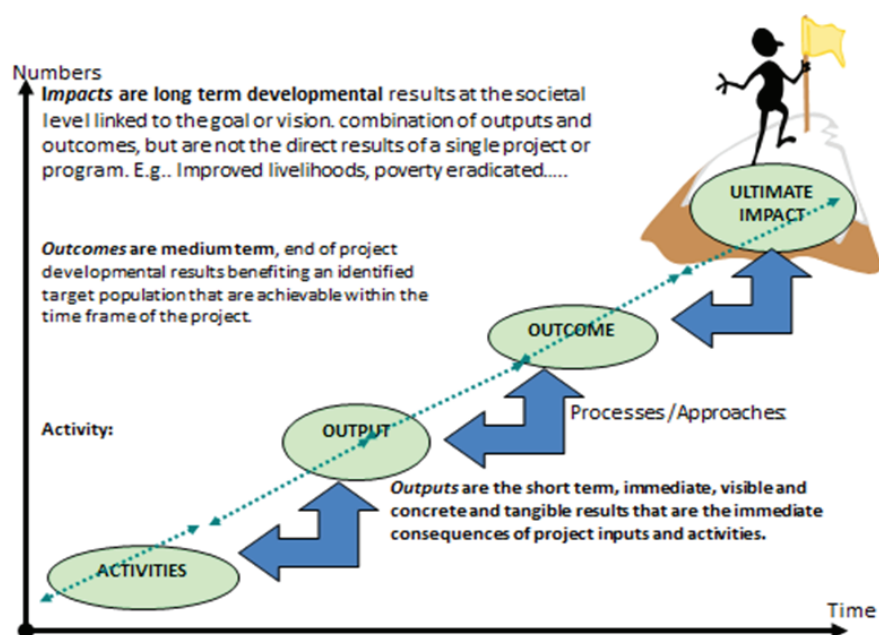 Numbers
Impacts are long term developmental results at the societal
level linked to the goal or vision. combination of outputs and
outcomes, but are not the direct results of a single project or
program. E.g.. Improved livelihoods, poverty eradicated.....
ULTIMATE
IMPACT
Outcomes are medium term, end of project
developmental results benefiting an identified
target population that are achievable within the
time frame of the project.
OUTCOME
Processes/Approaches:
Activity:
OUTPUT
Outputs are the short term, immediate, visible and
concrete and tangible results that are the immediate
consequences of project inputs and activities.
ACTIVITIES
Time